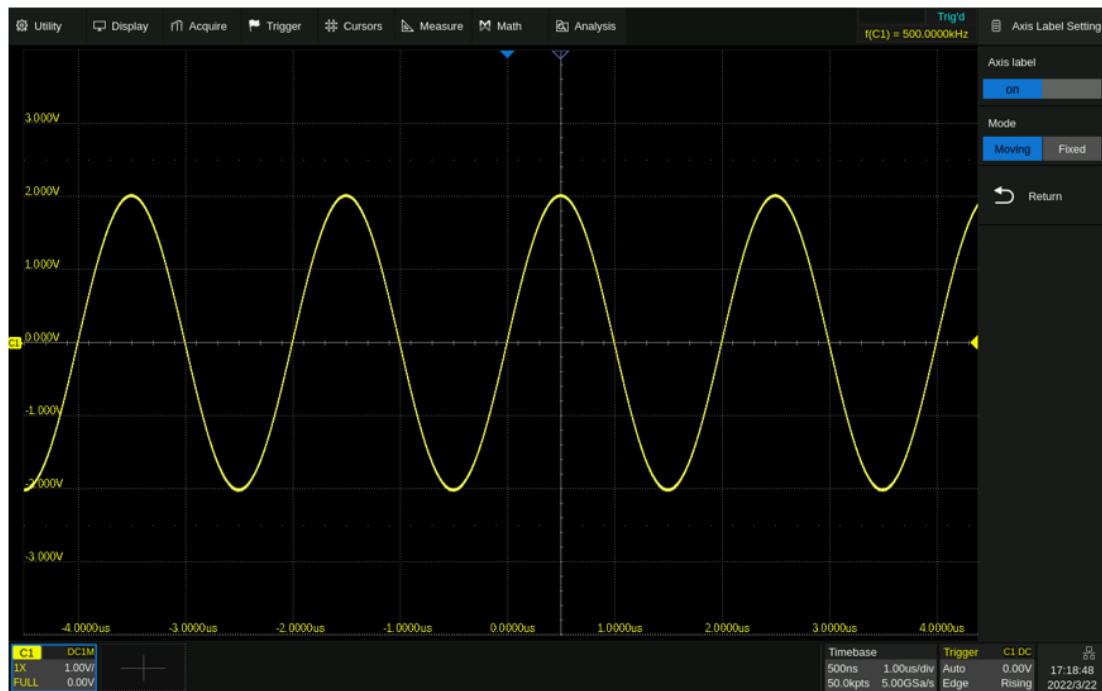 Utility Display Acquire Trigger Cursors Measure Math Analysis
Trig'd
f(C1) = 500.0000kHz
Axis Label Setting
Axis label
on
Mode
Moving Fixed
Return
3.000V
2.000V
1.000V
0.000V
C1
-1.000V
-2.000V
-3.000V
-4.0000us -3.0000us -2.0000us -1.0000us 0.0000us 1.0000us 2.0000us 3.0000us 4.0000us
C1 DC1M
1X 1.00V/
FULL 0.00V
Timebase
500ns 1.00us/div
50.0kpts 5.00GSa/s
Trigger C1 DC
Auto 0.00V
Edge Rising
17:18:48
2022/3/22